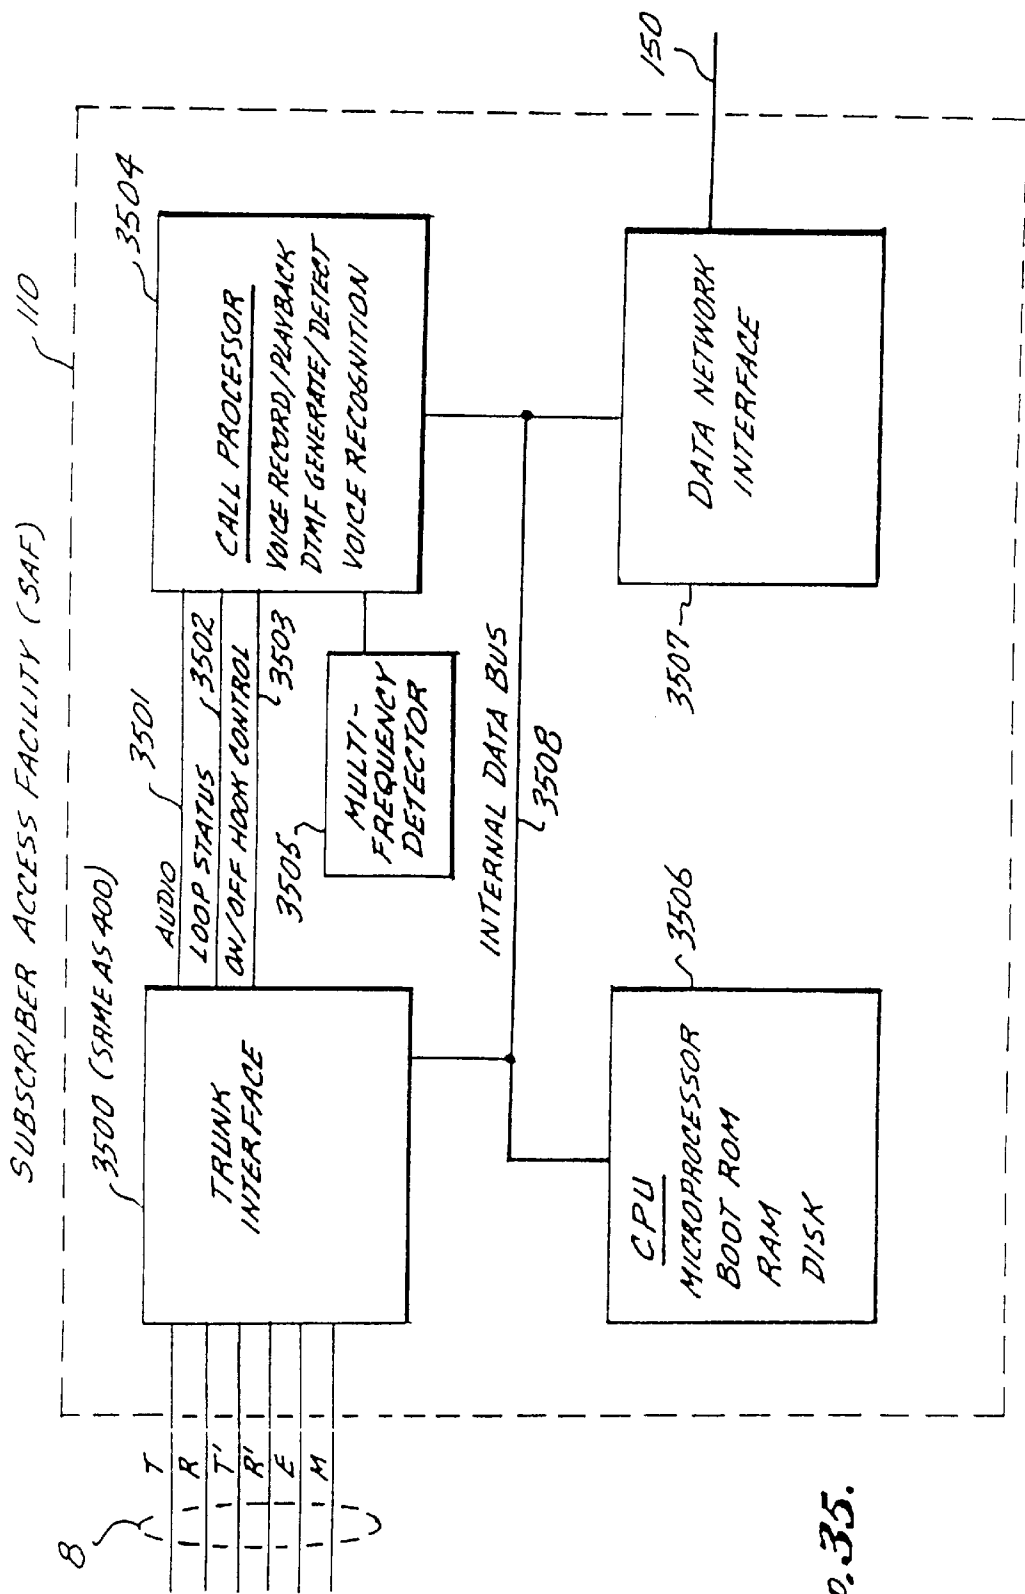 SUBSCRIBER ACCESS FACILITY (SAF)
110
3500 (SAME AS 400)
3501
3504
AUDIO
LOOP STATUS
3502
ON/OFF HOOK CONTROL
3503
8
T
R
T'
R'
E
M
TRUNK
INTERFACE
CALL PROCESSOR
VOICE RECORD/PLAYBACK
DTMF GENERATE/DETECT
VOICE RECOGNITION
3505
MULTI-
FREQUENCY
DETECTOR
INTERNAL DATA BUS
3508
3506
CPU
MICROPROCESSOR
BOOT ROM
RAM
DISK
3507
DATA NETWORK
INTERFACE
150
35.